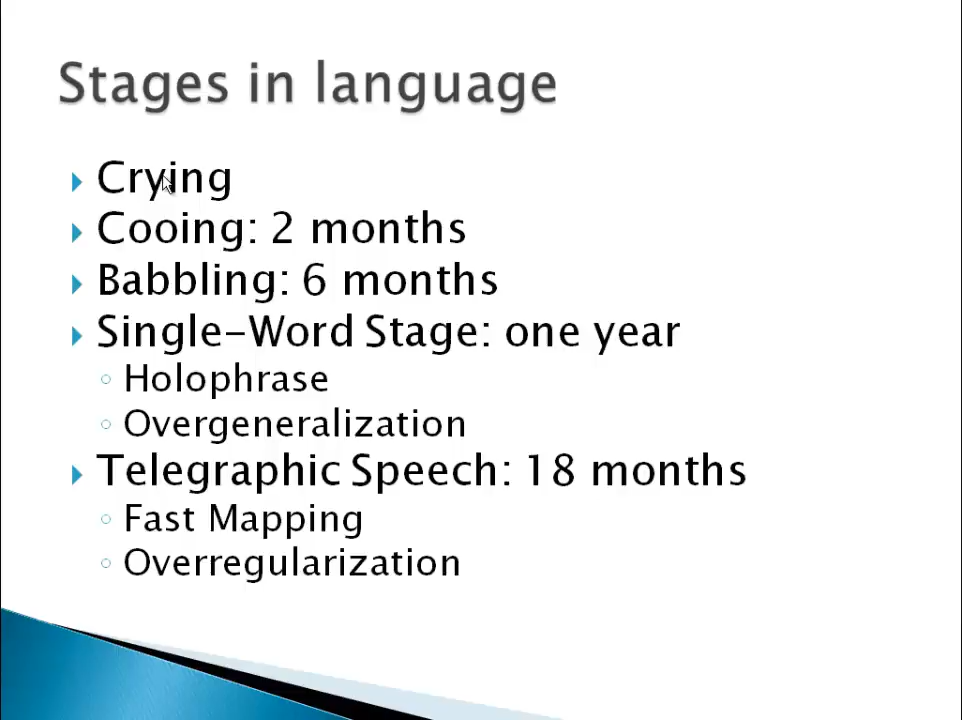 Stages in language
Crying
Cooing: 2 months
Babbling: 6 months
Single-Word Stage: one year
Holophrase
Overgeneralization
Telegraphic Speech: 18 months
Fast Mapping
Overregularization